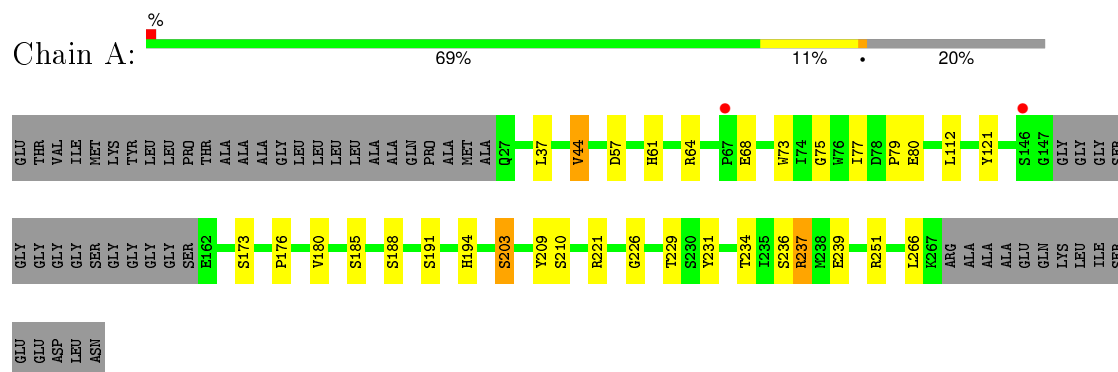 %
Chain A:
69% 11% • 20%
GLU THR VAL ILE MET LYS TYR LEU LEU PRO THR ALA ALA ALA GLY LEU LEU LEU LEU ALA ALA GLN PRO ALA MET ALA Q27 L37 V44 D57 H61 R64 P67 E68 W73 I74 G75 W76 I77 D78 P79 E80 L112 Y121 S146 G147 GLY GLY GLY SER
GLY GLY GLY GLY SER GLY GLY GLY GLY SER E162 S173 P176 V180 S185 S188 S191 H194 S203 Y209 S210 R221 G226 T229 S230 Y231 T234 I235 S236 R237 M238 E239 R251 L266 K267 ARG ALA ALA ALA GLU GLN LYS LEU ILE SER
GLU GLU ASP LEU ASN